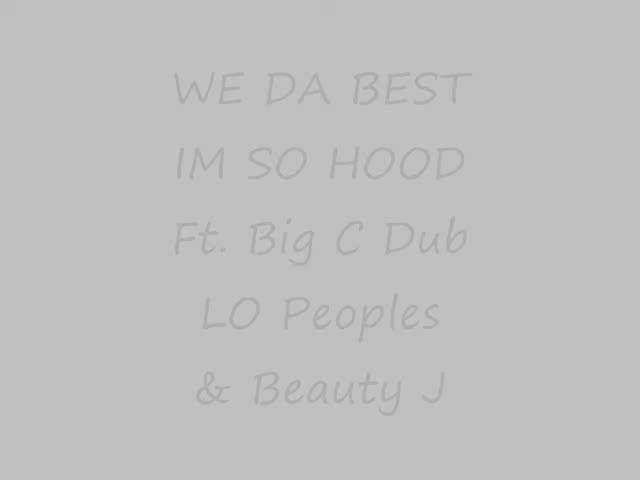 WE DA BEST
IM SO HOOD
Ft. Big C Dub
LO Peoples
& Beauty J